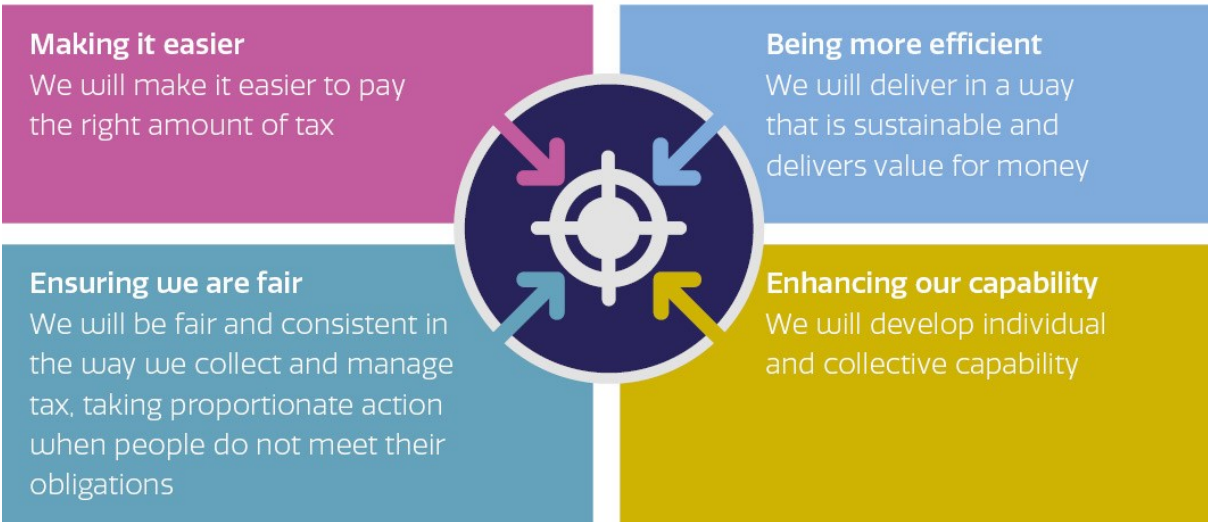 Making it easier
We will make it easier to pay
the right amount of tax
Being more efficient
We will deliver in a way
that is sustainable and
delivers value for money
Ensuring we are fair
We will be fair and consistent in
the way we collect and manage
tax, taking proportionate action
when people do not meet their
obligations
Enhancing our capability
We will develop individual
and collective capability